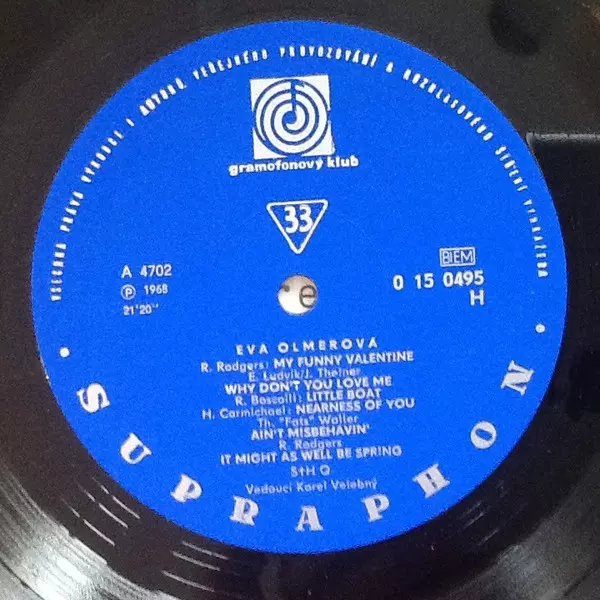 VŠECHNA PRÁVA VÝROBCE I AUTORŮ VEŘEJNÉHO PROVOZOVÁNÍ A ROZHLASOVÉHO ŠÍŘENÍ VYHRAZENA
gramofonový klub
33
A 4702
BIEM
Ⓟ 1968
0 15 0495
21'20"
H
EVA OLMEROVÁ
R. Rodgers: MY FUNNY VALENTINE
E. Ludvík/J. Theiner
WHY DON'T YOU LOVE ME
R. Boscolli: LITTLE BOAT
H. Carmichael: NEARNESS OF YOU
Th. "Fats" Waller
AIN'T MISBEHAVIN'
R. Rodgers
IT MIGHT AS WELL BE SPRING
S+H Q
Vedoucí Karel Velebný
• SUPRAPHON •